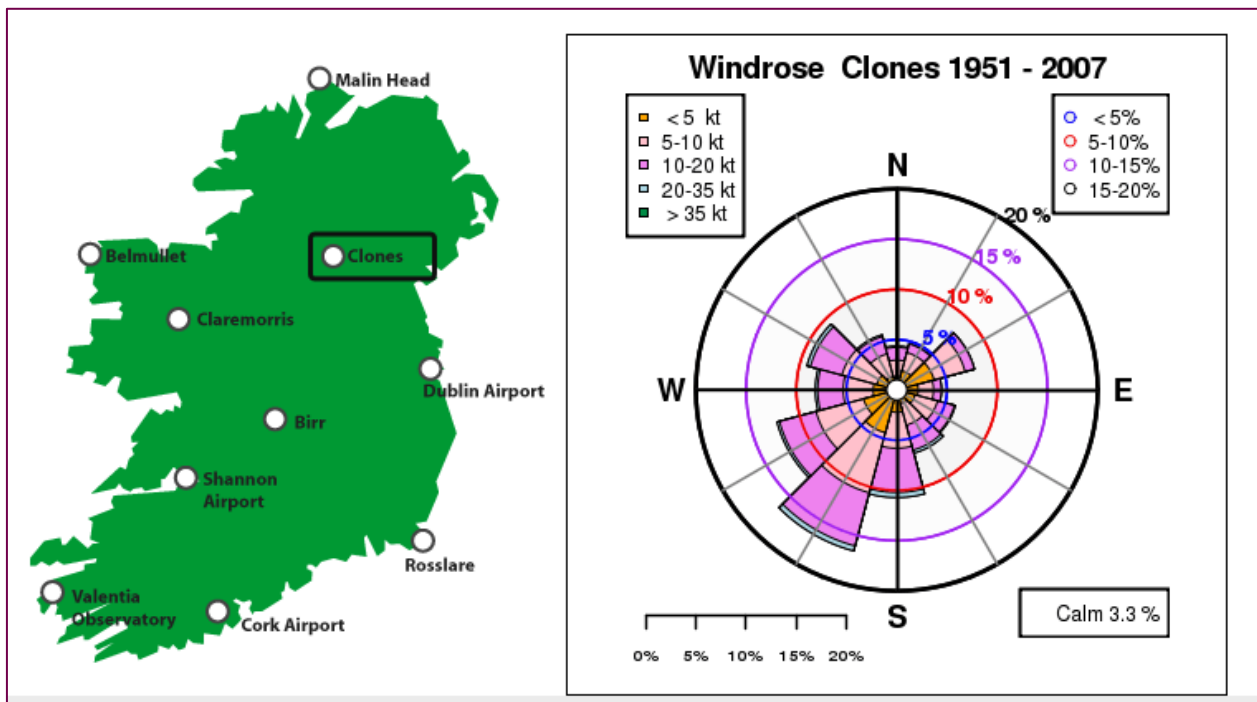 Malin Head
Belmullet
Clones
Claremorris
Dublin Airport
Birr
Shannon
Airport
Rosslare
Valentia
Observatory
Cork Airport
Windrose Clones 1951 - 2007
< 5 kt
5-10 kt
10-20 kt
20-35 kt
> 35 kt
< 5%
5-10%
10-15%
15-20%
N
20 %
15 %
10 %
5 %
W
E
S
Calm 3.3 %
0% 5% 10% 15% 20%